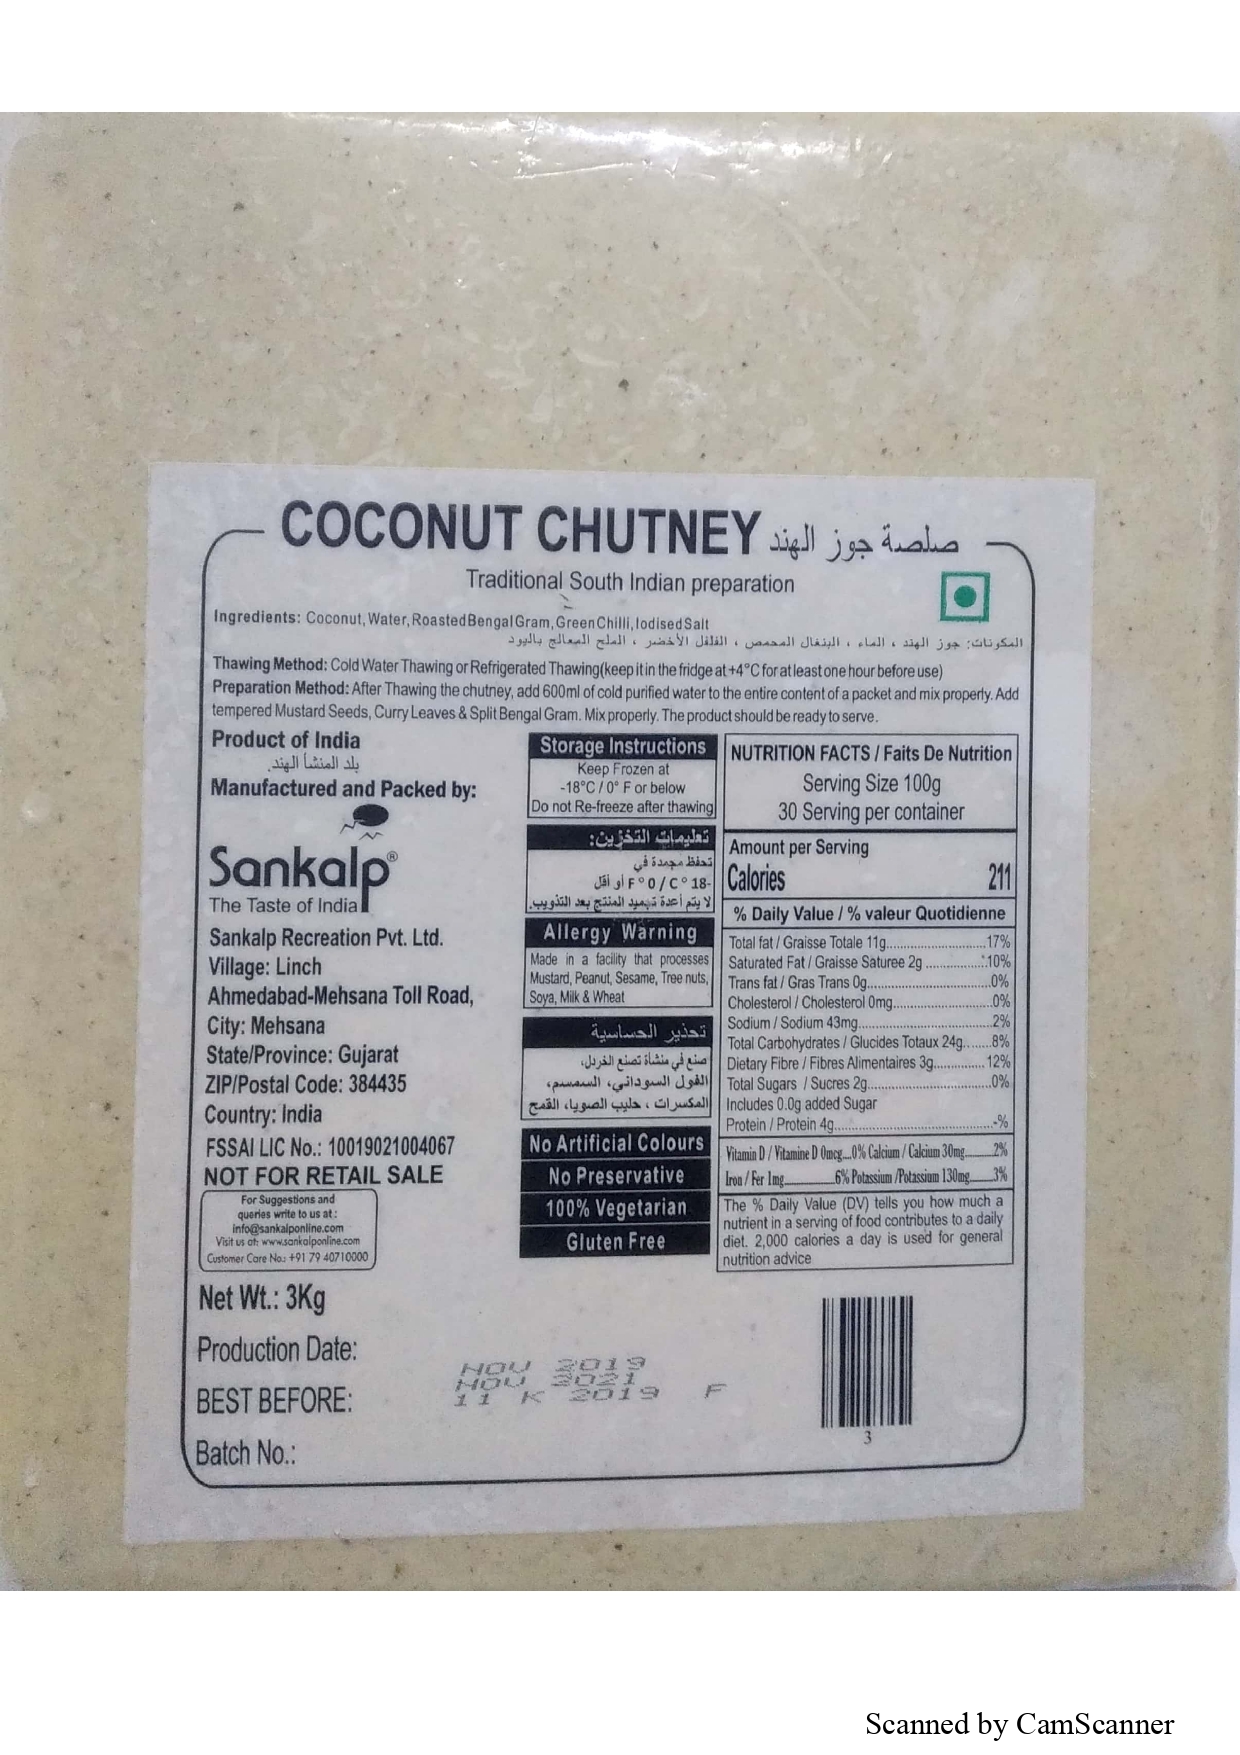 COCONUT CHUTNEY صلصة جوز الهند
Traditional South Indian preparation
Ingredients: Coconut, Water, Roasted Bengal Gram, Green Chilli, Iodised Salt
المكونات: جوز الهند ، الماء ، البنغال المحمص ، الفلفل الأخضر ، الملح المعالج باليود
Thawing Method: Cold Water Thawing or Refrigerated Thawing(keep it in the fridge at +4°C for at least one hour before use)
Preparation Method: After Thawing the chutney, add 600ml of cold purified water to the entire content of a packet and mix properly. Add
tempered Mustard Seeds, Curry Leaves & Split Bengal Gram. Mix properly. The product should be ready to serve.
Product of India
بلد المنشأ الهند.
Manufactured and Packed by:
Sankalp®
The Taste of India
Sankalp Recreation Pvt. Ltd.
Village: Linch
Ahmedabad-Mehsana Toll Road,
City: Mehsana
State/Province: Gujarat
ZIP/Postal Code: 384435
Country: India
FSSAI LIC No.: 10019021004067
NOT FOR RETAIL SALE
For Suggestions and
queries write to us at :
info@sankalponline.com
Visit us at: www.sankalponline.com
Customer Care No.: +91 79 40710000
Storage Instructions
Keep Frozen at
-18°C / 0° F or below
Do not Re-freeze after thawing
تعليمات التخزين:
تحفظ مجمدة في
-18 °F °0 / C أو أقل
لا يتم أعدة تجميد المنتج بعد التذويب.
Allergy Warning
Made in a facility that processes
Mustard, Peanut, Sesame, Tree nuts,
Soya, Milk & Wheat
تحذير الحساسية
صنع في منشاة تصنع الخردل،
الفول السوداني، السمسم،
المكسرات ، حليب الصويا، القمح
No Artificial Colours
No Preservative
100% Vegetarian
Gluten Free
NUTRITION FACTS / Faits De Nutrition
Serving Size 100g
30 Serving per container
Amount per Serving
Calories 211
% Daily Value / % valeur Quotidienne
Total fat / Graisse Totale 11g..........................17%
Saturated Fat / Graisse Saturee 2g ................10%
Trans fat / Gras Trans 0g................................0%
Cholesterol / Cholesterol 0mg..........................0%
Sodium / Sodium 43mg...................................2%
Total Carbohydrates / Glucides Totaux 24g.......8%
Dietary Fibre / Fibres Alimentaires 3g.............12%
Total Sugars / Sucres 2g................................0%
Includes 0.0g added Sugar
Protein / Protein 4g.........................................-%
Vitamin D / Vitamine D 0mcg....0% Calcium / Calcium 30mg..........2%
Iron / Fer 1mg..............6% Potassium /Potassium 130mg........3%
The % Daily Value (DV) tells you how much a
nutrient in a serving of food contributes to a daily
diet. 2,000 calories a day is used for general
nutrition advice
Net Wt.: 3Kg
Production Date:
BEST BEFORE:
Batch No.:
NOV 2019
NOV 2021
11 K 2019 F
3
Scanned by CamScanner